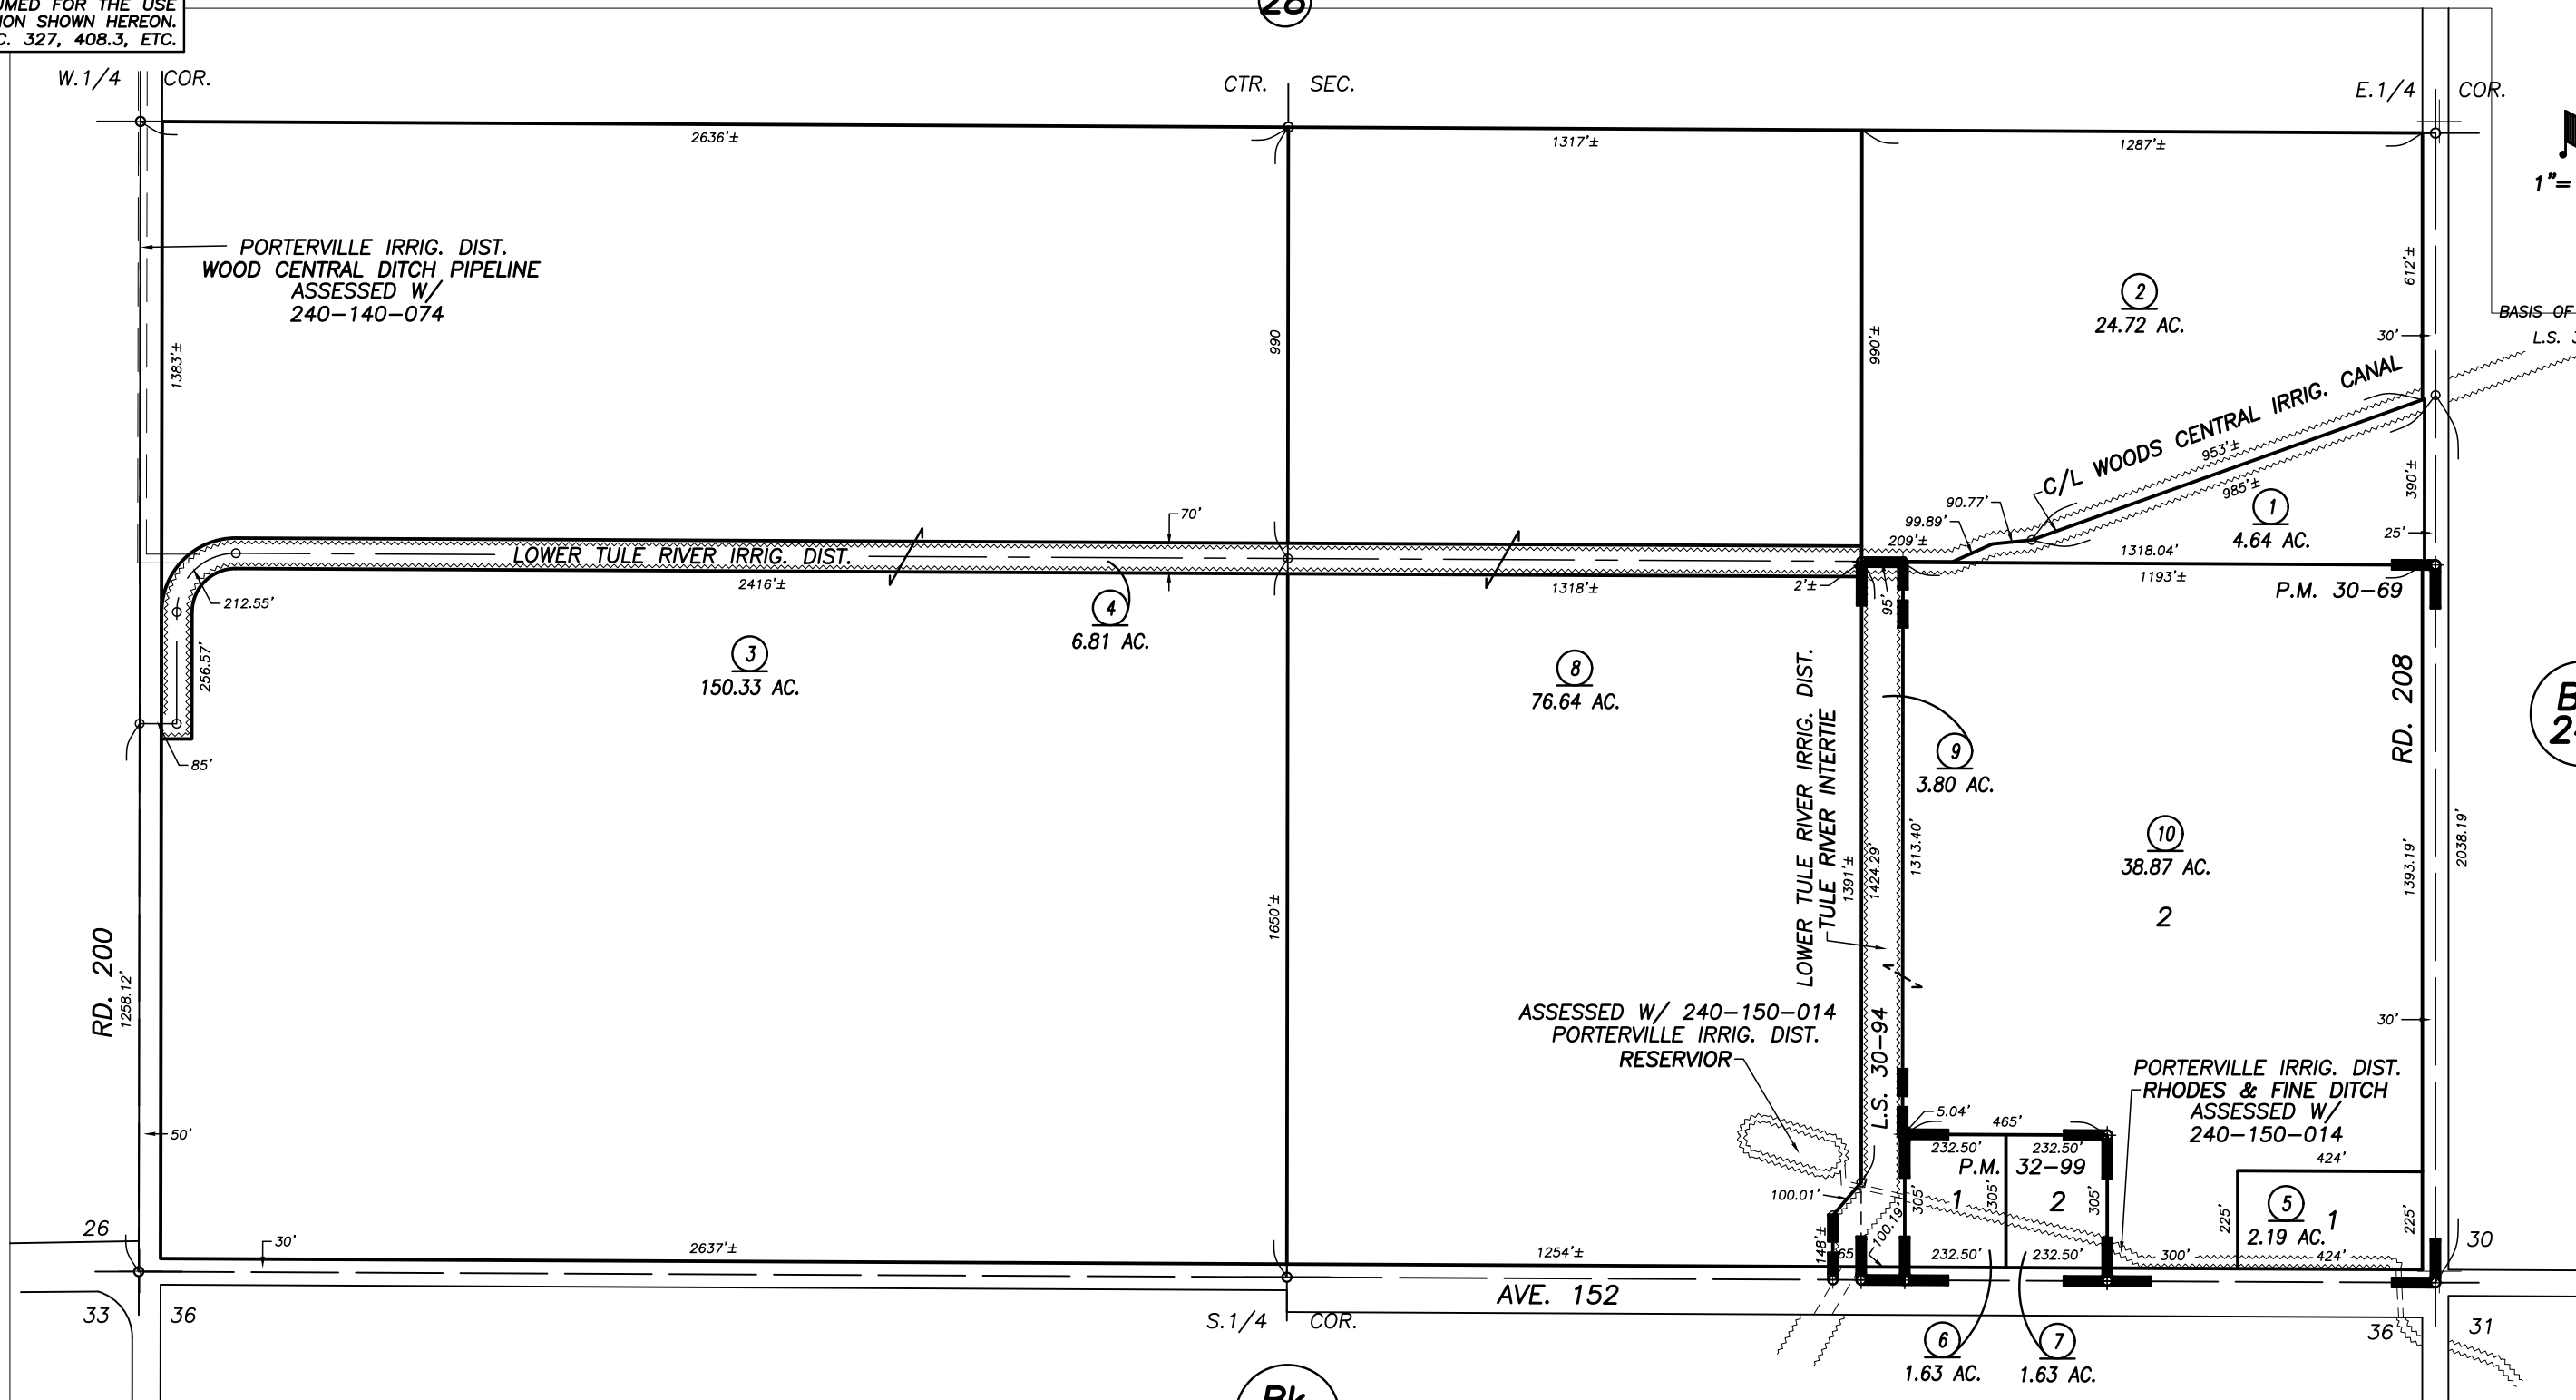 UMED FOR THE USE
ION SHOWN HEREON.
C. 327, 408.3, ETC.
28
W.1/4 COR.
CTR. SEC.
E.1/4 COR.
1"=
2636'±
1317'±
1287'±
PORTERVILLE IRRIG. DIST.
WOOD CENTRAL DITCH PIPELINE
ASSESSED W/
240-140-074
1383'±
990
990'±
2
24.72 AC.
612'±
30'
BASIS OF
L.S. 3
C/L WOODS CENTRAL IRRIG. CANAL
953'±
985'±
90.77'
99.89'
209'±
1
4.64 AC.
390'±
25'
1318.04'
1193'±
P.M. 30-69
70'
LOWER TULE RIVER IRRIG. DIST.
2416'±
1318'±
2'±
95'
212.55'
256.57'
85'
4
6.81 AC.
3
150.33 AC.
8
76.64 AC.
LOWER TULE RIVER IRRIG. DIST.
TULE RIVER INTERTIE
1391'±
1424.29'
1313.40'
9
3.80 AC.
10
38.87 AC.
2
RD. 208
1393.19'
2038.19'
30'
B
24
RD. 200
1258.12'
1650'±
50'
ASSESSED W/ 240-150-014
PORTERVILLE IRRIG. DIST.
RESERVIOR
L.S. 30-94
PORTERVILLE IRRIG. DIST.
RHODES & FINE DITCH
ASSESSED W/
240-150-014
5.04'
465'
232.50'
232.50'
P.M. 32-99
1
2
305'
305'
305'
100.01'
100.19'
148'±
65
232.50'
232.50'
300'
424'
424'
225'
225'
5
2.19 AC.
1
26
30'
2637'±
1254'±
30
AVE. 152
33
36
S.1/4 COR.
36
31
6
1.63 AC.
7
1.63 AC.
Bk.